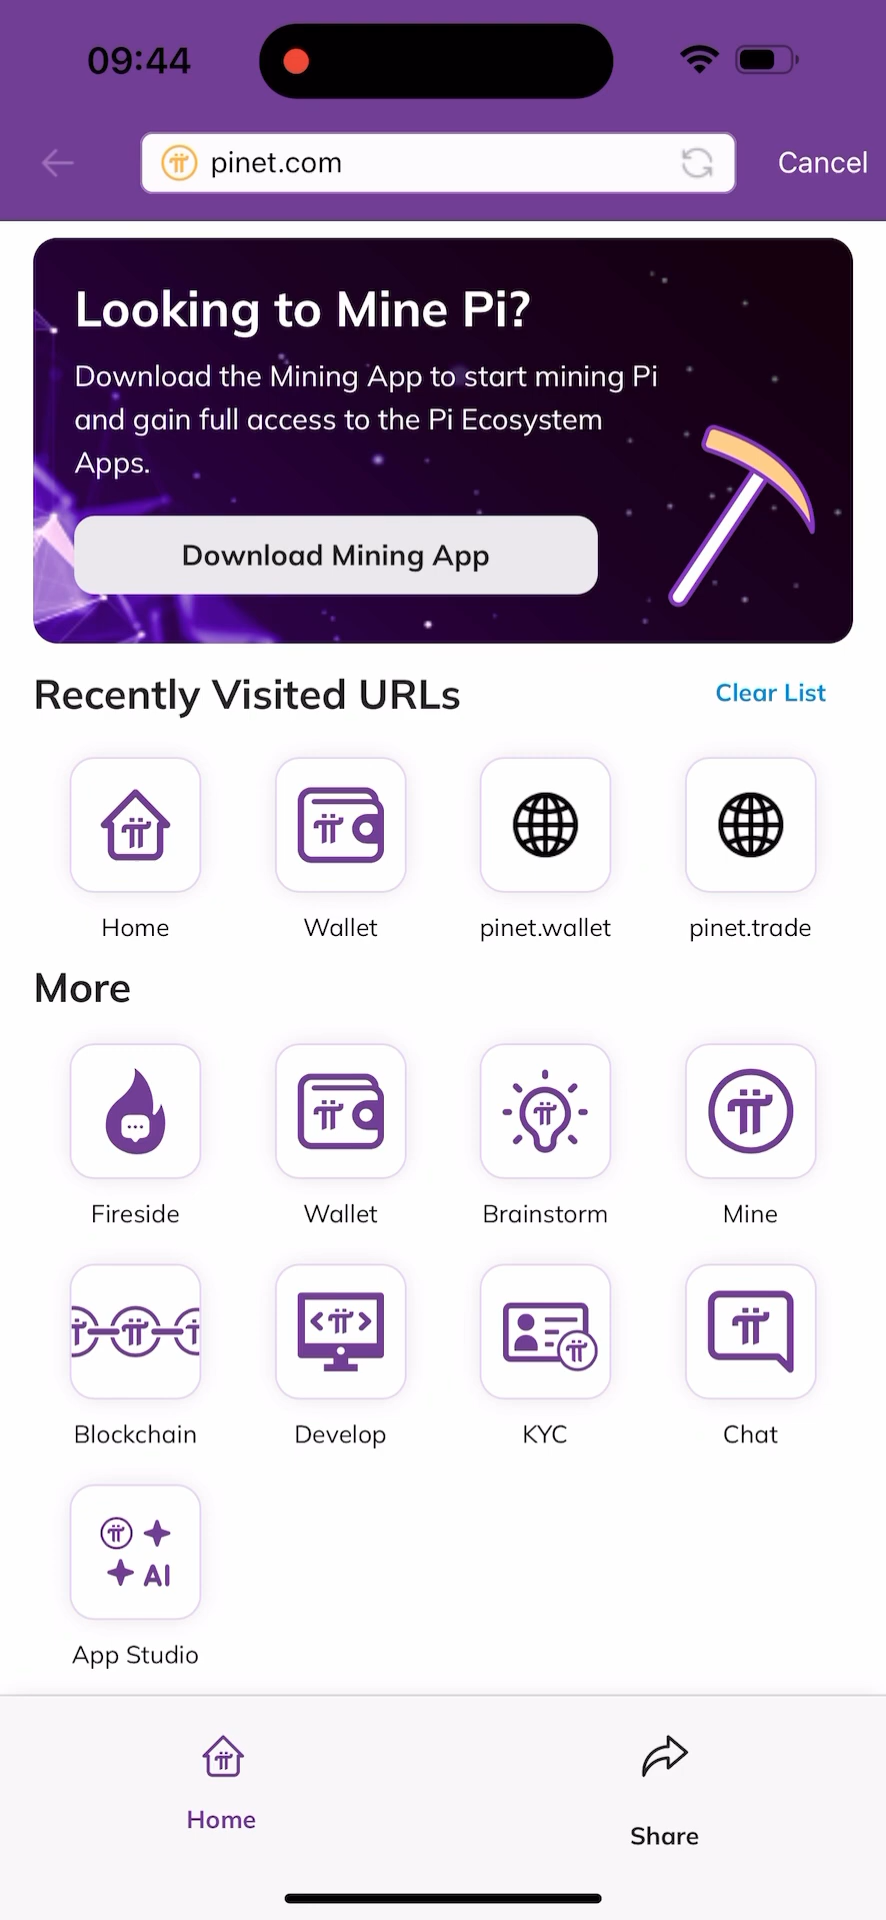 09:44
pinet.com
Cancel
Looking to Mine Pi?
Download the Mining App to start mining Pi
and gain full access to the Pi Ecosystem
Apps.
Download Mining App
Recently Visited URLs
Clear List
Home
Wallet
pinet.wallet
pinet.trade
More
Fireside
Wallet
Brainstorm
Mine
Blockchain
Develop
KYC
Chat
AI
App Studio
Home
Share